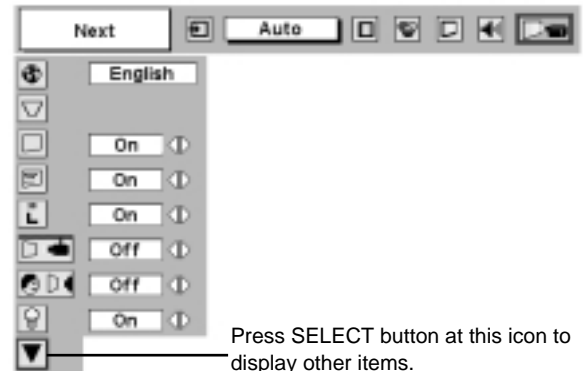 Next
Auto
English
On
On
On
Off
Off
On
Press SELECT button at this icon to
display other items.